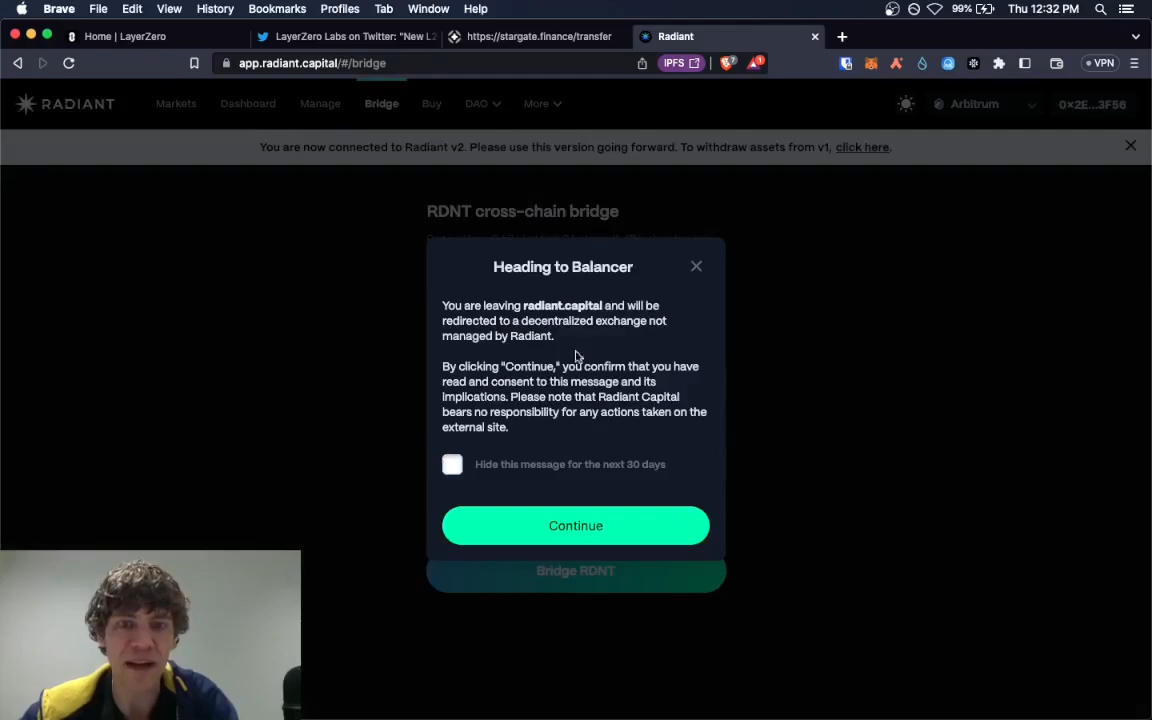 Brave File Edit View History Bookmarks Profiles Tab Window Help 99% Thu 12:32 PM
Home | LayerZero
LayerZero Labs on Twitter: "New L2
https://stargate.finance/transfer
Radiant
app.radiant.capital/#/bridge
IPFS
7
1
VPN
RADIANT
Markets Dashboard Manage Bridge Buy DAO More
Arbitrum
0X2E...3F56
You are now connected to Radiant v2. Please use this version going forward. To withdraw assets from v1, click here.
RDNT cross-chain bridge
Heading to Balancer
You are leaving radiant.capital and will be
redirected to a decentralized exchange not
managed by Radiant.
By clicking "Continue," you confirm that you have
read and consent to this message and its
implications. Please note that Radiant Capital
bears no responsibility for any actions taken on the
external site.
Hide this message for the next 30 days
Continue
Bridge RDNT